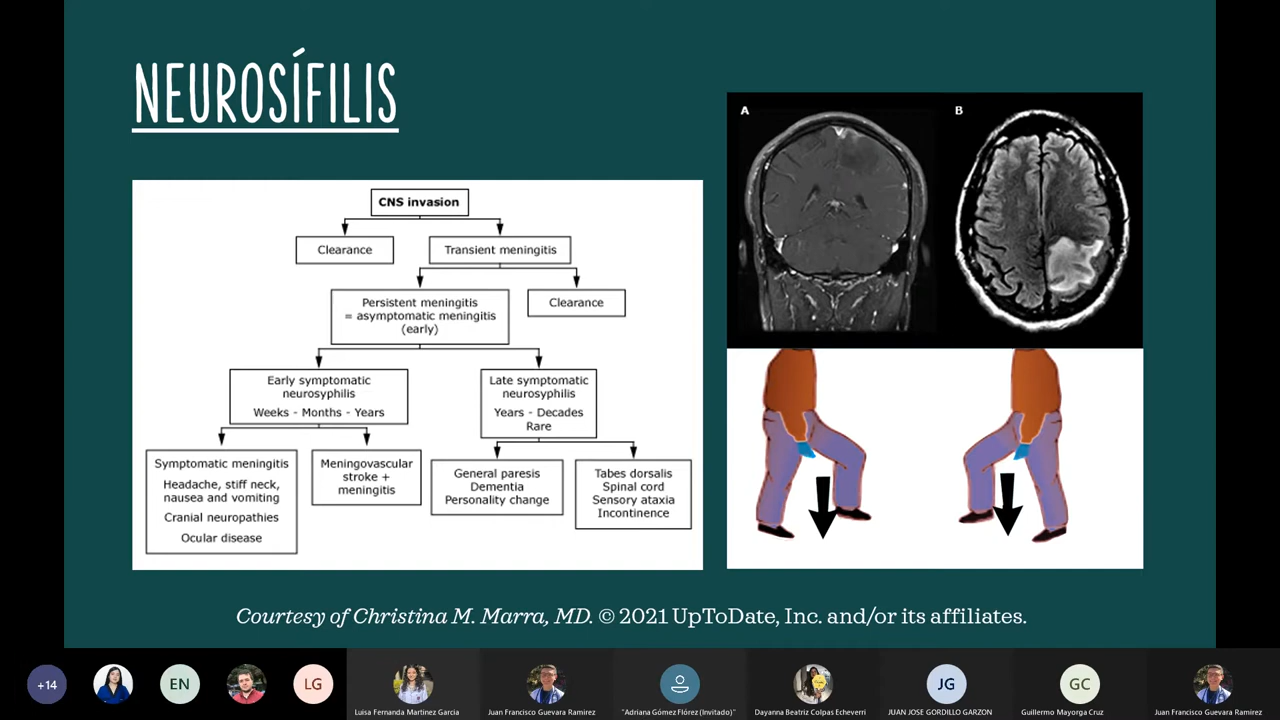 NEUROSÍFILIS
CNS invasion
Clearance
Transient meningitis
Persistent meningitis
= asymptomatic meningitis
(early)
Clearance
Early symptomatic
neurosyphilis
Weeks - Months - Years
Late symptomatic
neurosyphilis
Years - Decades
Rare
Symptomatic meningitis
Headache, stiff neck,
nausea and vomiting
Cranial neuropathies
Ocular disease
Meningovascular
stroke +
meningitis
General paresis
Dementia
Personality change
Tabes dorsalis
Spinal cord
Sensory ataxia
Incontinence
A
B
Courtesy of Christina M. Marra, MD. © 2021 UpToDate, Inc. and/or its affiliates.
+14
EN
LG
Luisa Fernanda Martinez Garcia
Juan Francisco Guevara Ramirez
"Adriana Gómez Flórez (Invitado)"
Dayanna Beatriz Colpas Echeverri
JG
JUAN JOSE GORDILLO GARZON
GC
Guillermo Mayorga Cruz
Juan Francisco Guevara Ramirez